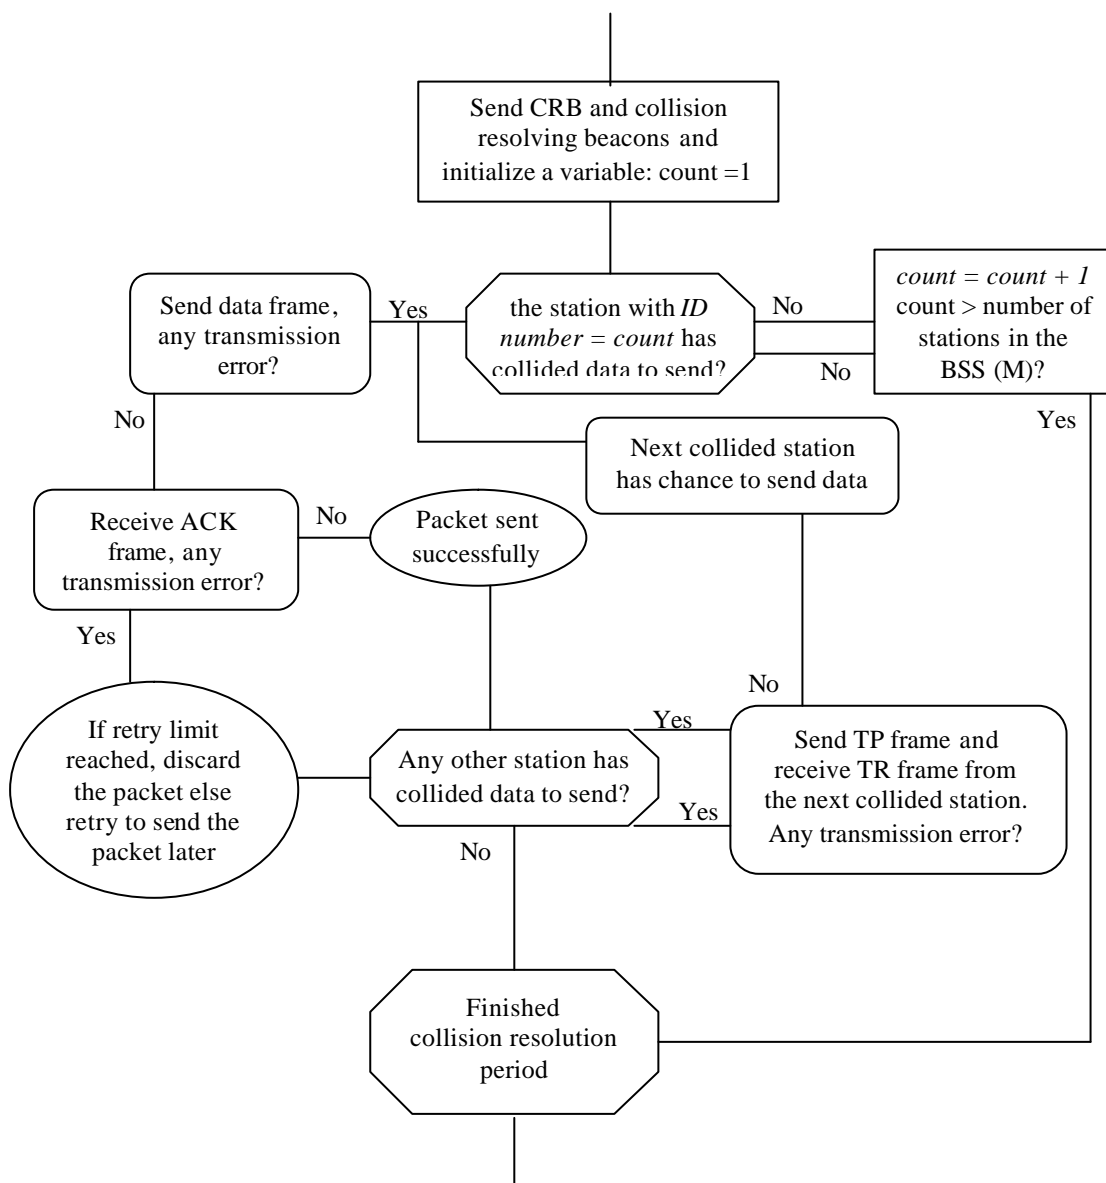 Send CRB and collision
resolving beacons and
initialize a variable: count =1
Send data frame,
any transmission
error?
Yes
the station with ID
number = count has
collided data to send?
No
No
count = count + 1
count > number of
stations in the
BSS (M)?
No
Yes
Next collided station
has chance to send data
Receive ACK
frame, any
transmission error?
No
Packet sent
successfully
Yes
No
If retry limit
reached, discard
the packet else
retry to send the
packet later
Any other station has
collided data to send?
Yes
Yes
Send TP frame and
receive TR frame from
the next collided station.
Any transmission error?
No
Finished
collision resolution
period